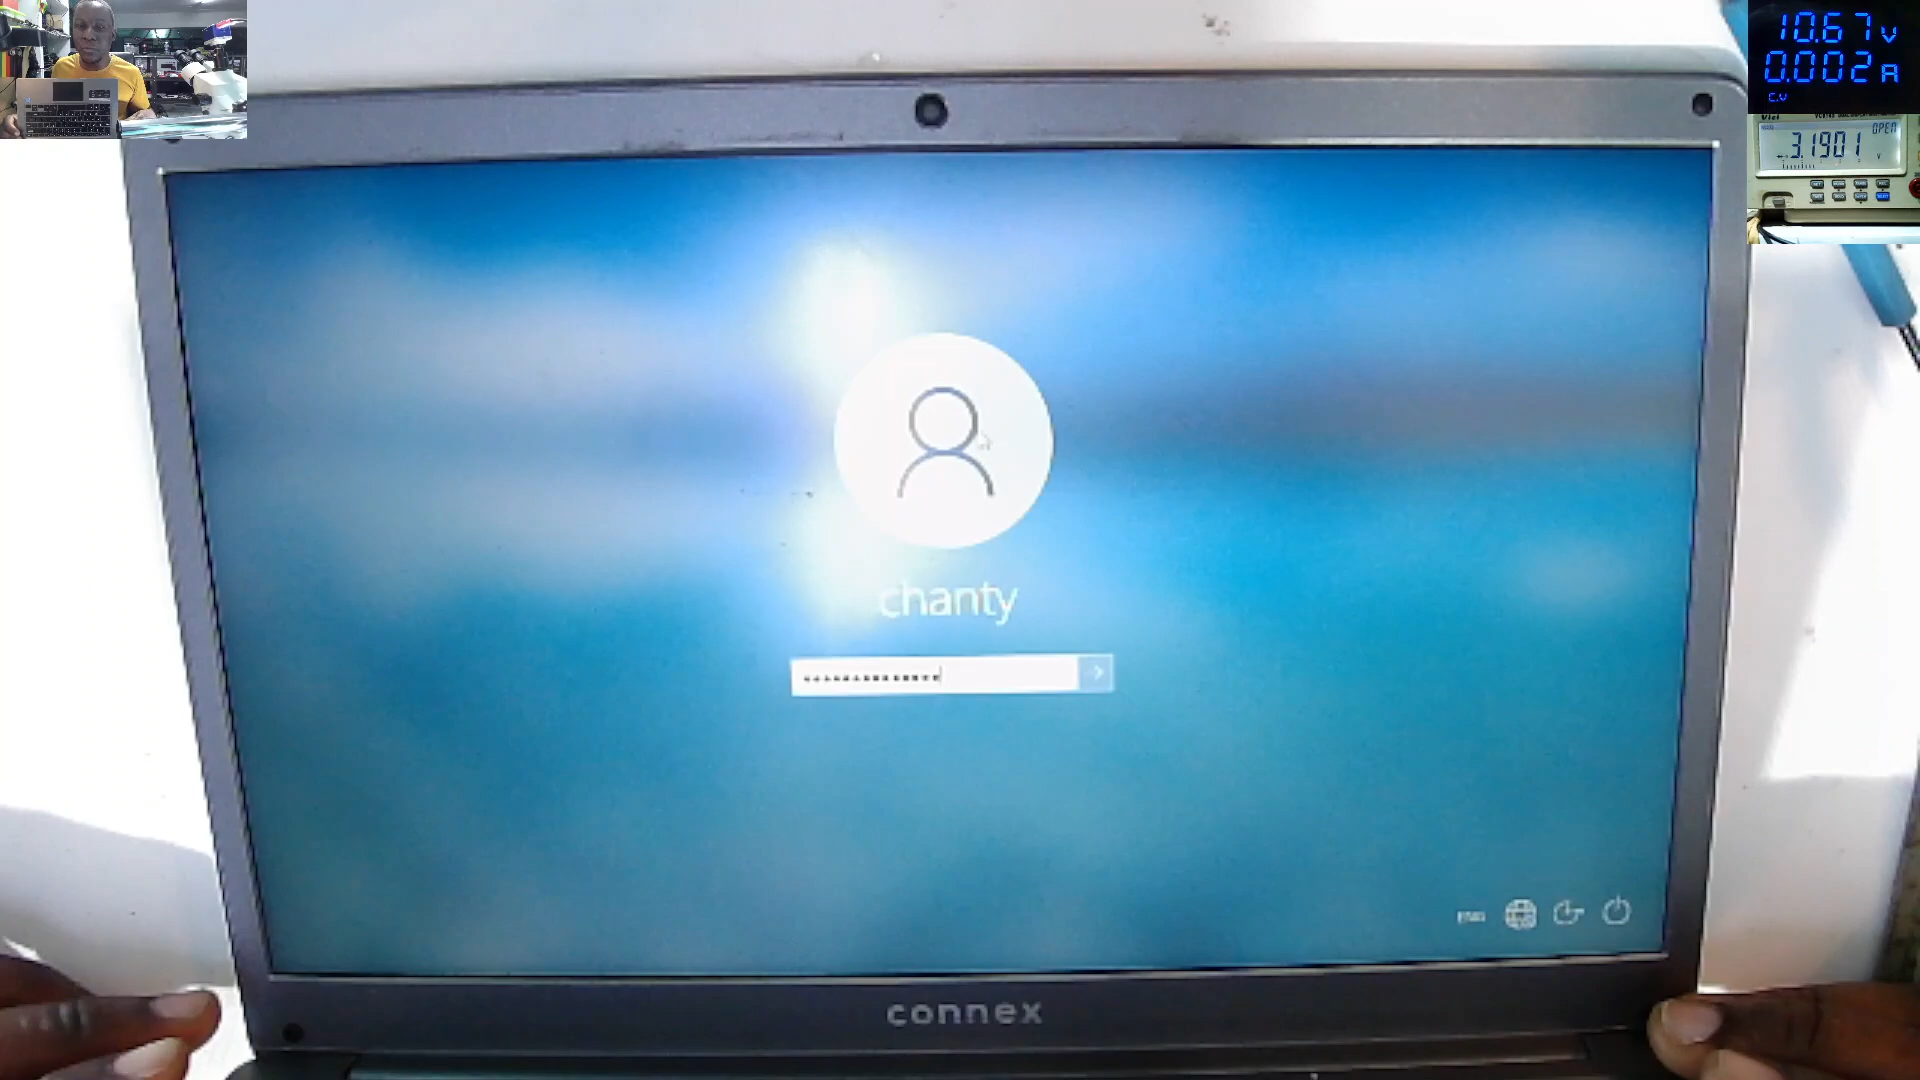 10.67 V
0.002 A
C.V
OPEN
3.1901 V
chanty
ENG
connex